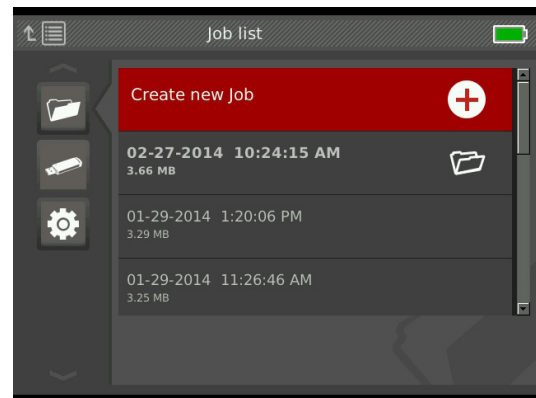 Job list
Create new Job
02-27-2014 10:24:15 AM
3.66 MB
01-29-2014 1:20:06 PM
3.29 MB
01-29-2014 11:26:46 AM
3.25 MB